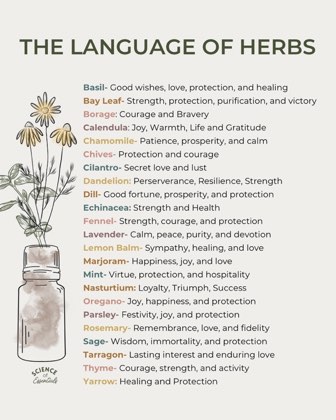 THE LANGUAGE OF HERBS
Basil- Good wishes, love, protection, and healing
Bay Leaf- Strength, protection, purification, and victory
Borage: Courage and Bravery
Calendula: Joy, Warmth, Life and Gratitude
Chamomile- Patience, prosperity, and calm
Chives- Protection and courage
Cilantro- Secret love and lust
Dandelion: Perserverance, Resilience, Strength
Dill- Good fortune, prosperity, and protection
Echinacea: Strength and Health
Fennel- Strength, courage, and protection
Lavender- Calm, peace, purity, and devotion
Lemon Balm- Sympathy, healing, and love
Marjoram- Happiness, joy, and love
Mint- Virtue, protection, and hospitality
Nasturtium: Loyalty, Triumph, Success
Oregano- Joy, happiness, and protection
Parsley- Festivity, joy, and protection
Rosemary- Remembrance, love, and fidelity
Sage- Wisdom, immortality, and protection
Tarragon- Lasting interest and enduring love
Thyme- Courage, strength, and activity
Yarrow: Healing and Protection
SCIENCE
of
Essentials